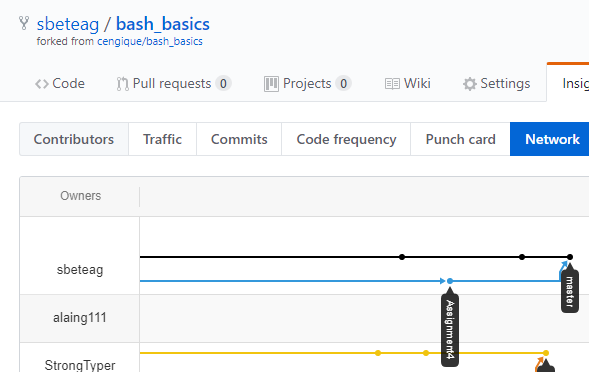 sbeteag / bash_basics
forked from cengique/bash_basics
Code Pull requests 0 Projects 0 Wiki Settings
Contributors Traffic Commits Code frequency Punch card Network
Owners
sbeteag
master
Assignment4
alaing111
StrongTyper